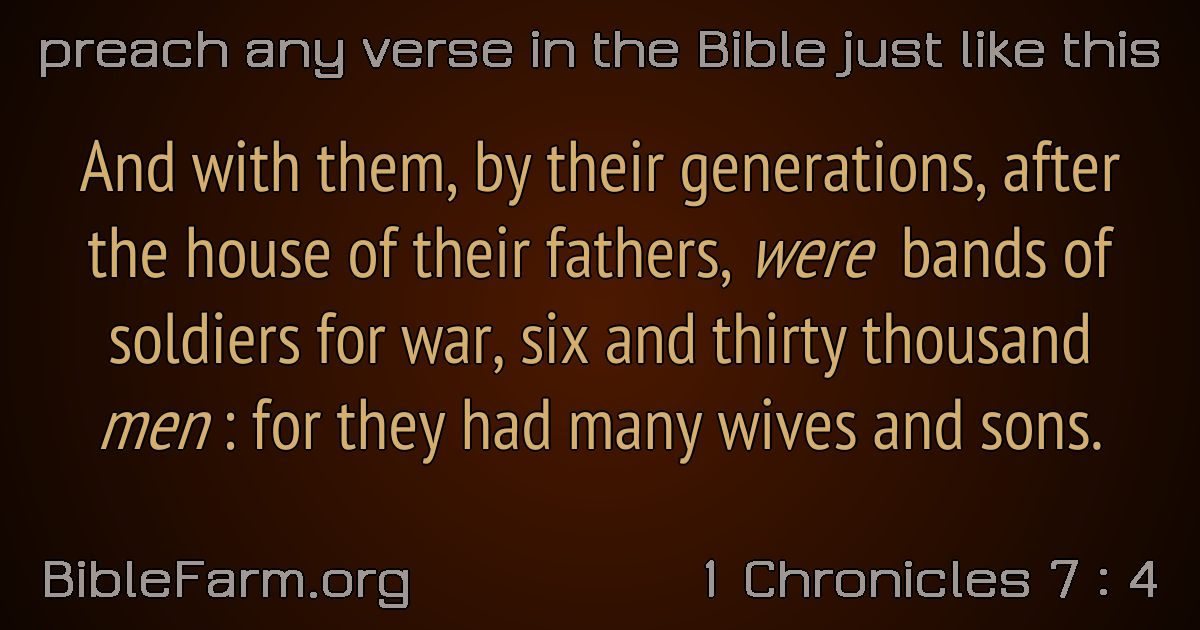 preach any verse in the Bible just like this
And with them, by their generations, after
the house of their fathers, were bands of
soldiers for war, six and thirty thousand
men : for they had many wives and sons.
BibleFarm.org
1 Chronicles 7 : 4